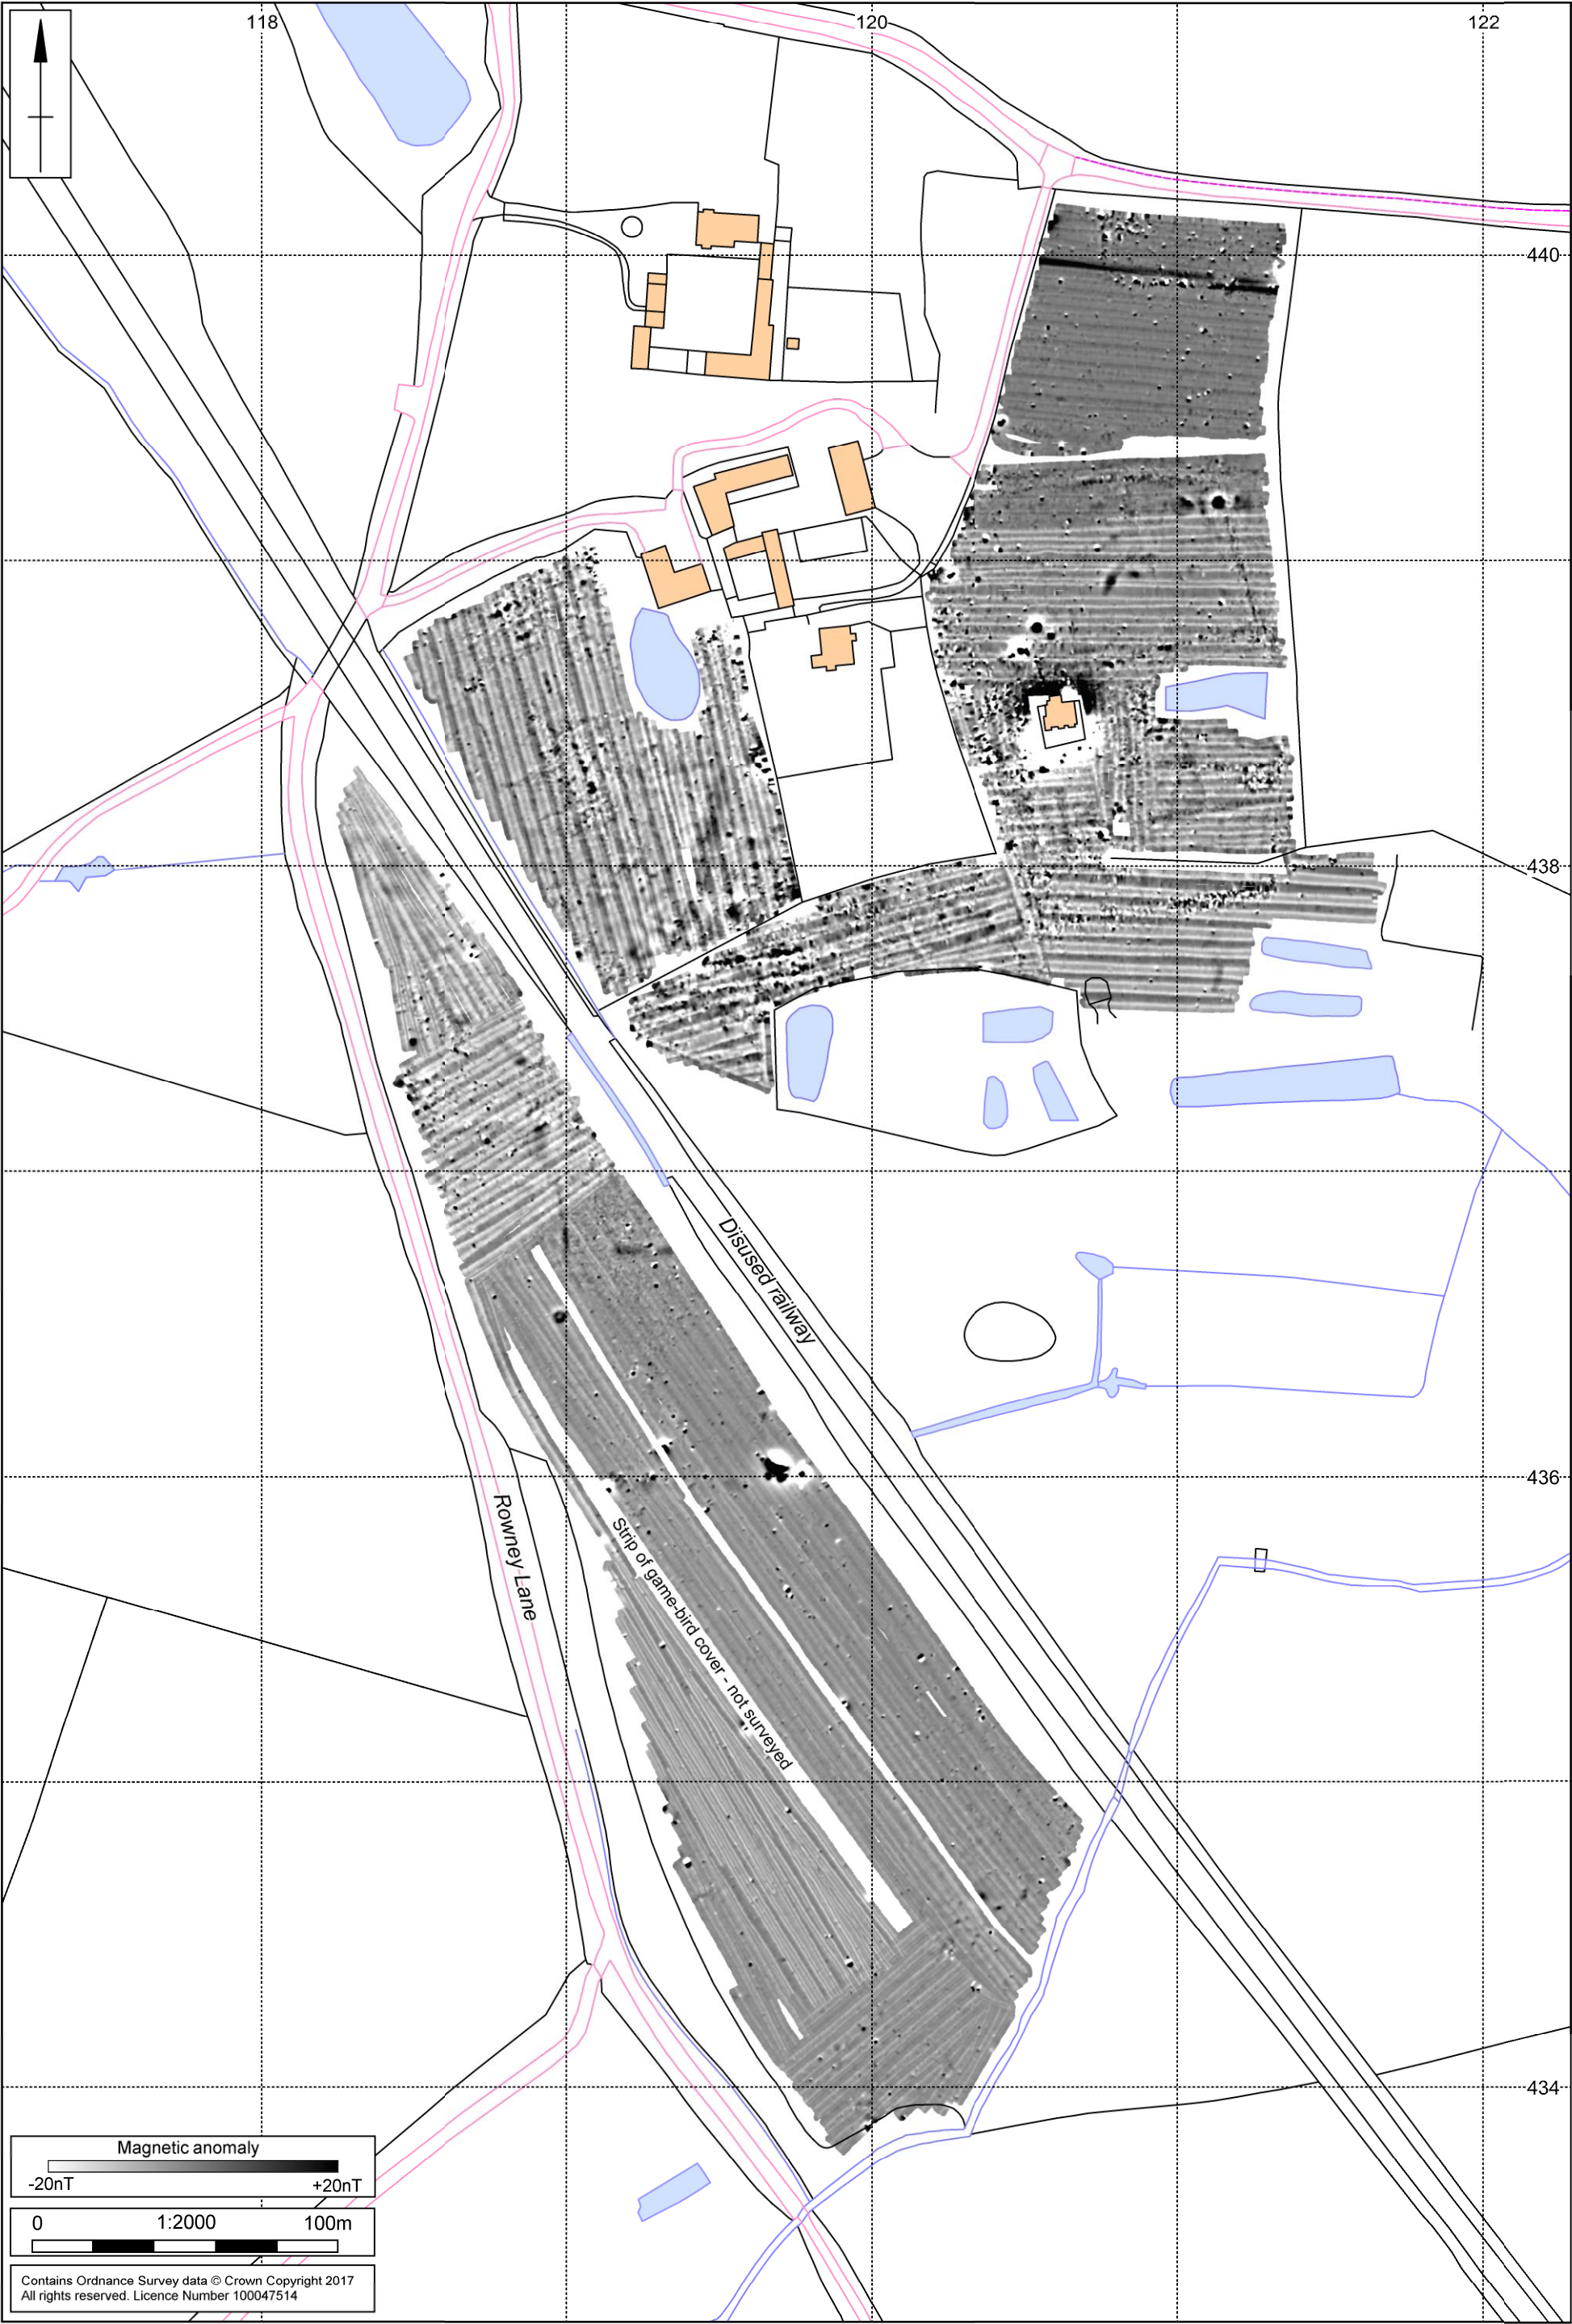 118
120
122
440
438
Disused railway
436
Rowney Lane
Strip of game-bird cover - not surveyed
434
Magnetic anomaly
-20nT
+20nT
0
1:2000
100m
Contains Ordnance Survey data © Crown Copyright 2017
All rights reserved. Licence Number 100047514